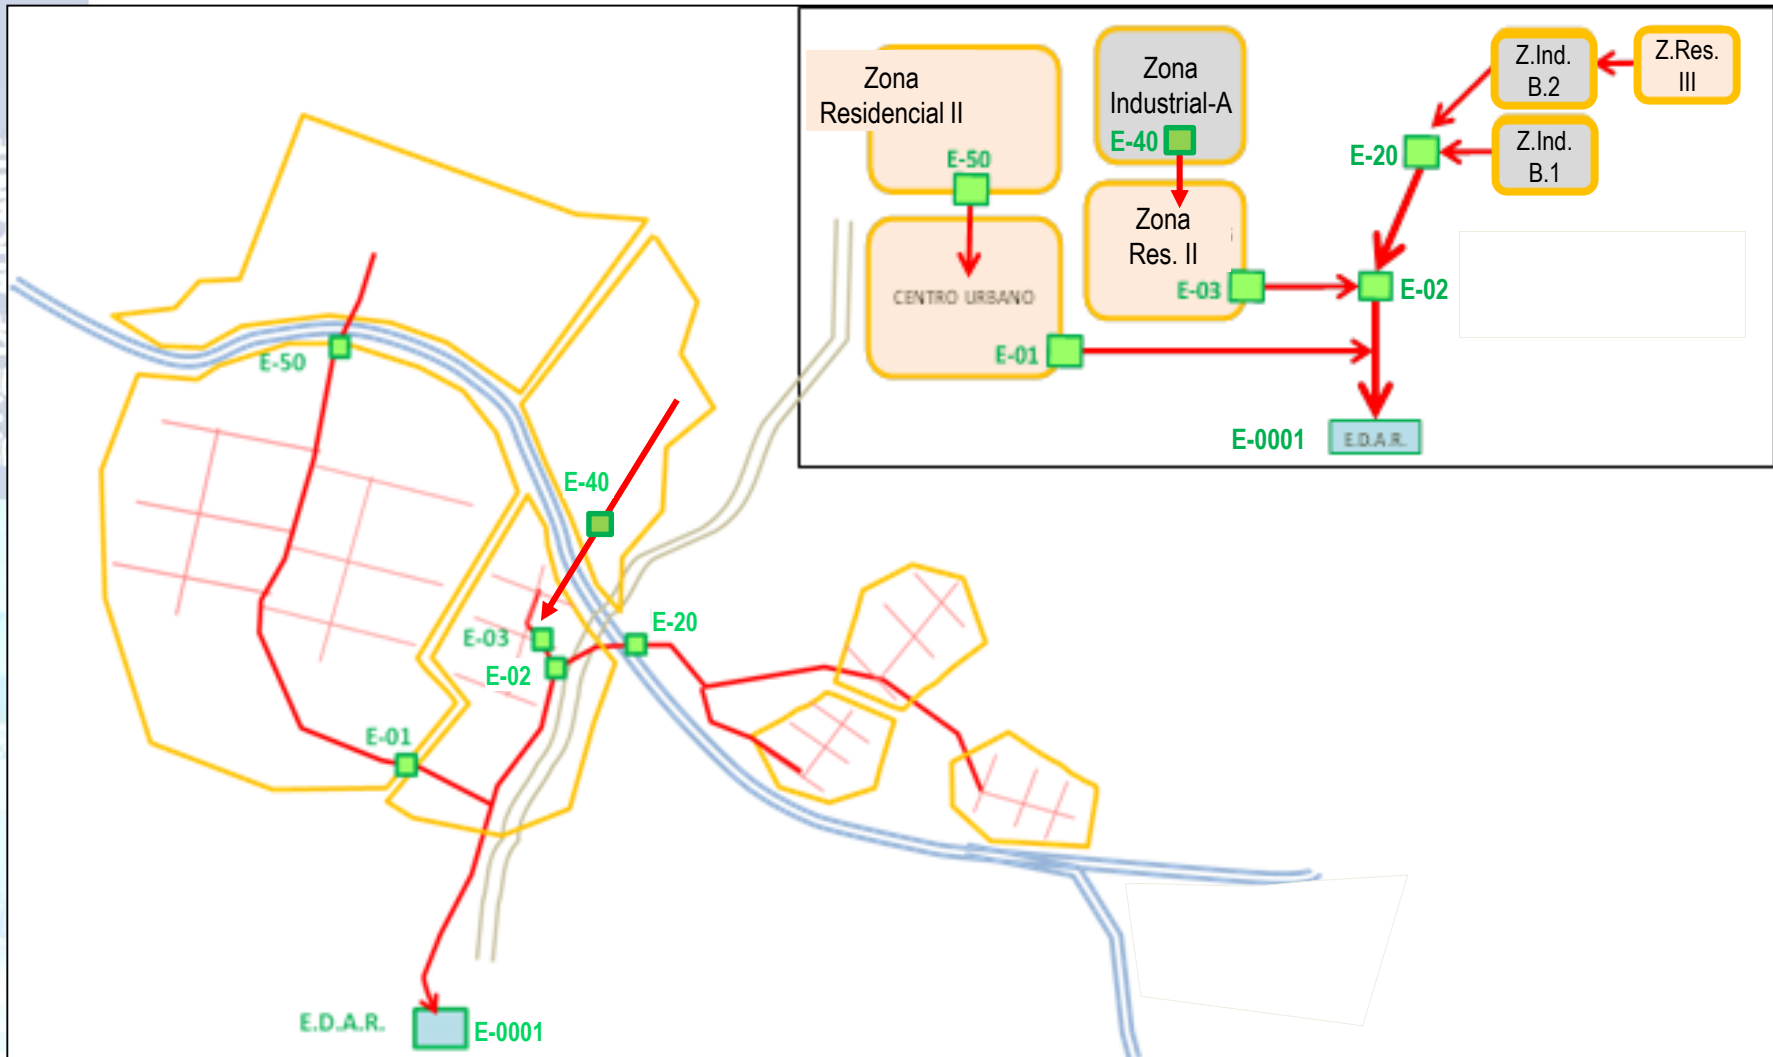 Zona
Residencial II
E-50
CENTRO URBANO
E-01
Zona
Industrial-A
E-40
Zona
Res. II
E-03
Z.Ind.
B.2
Z.Res.
III
E-20
Z.Ind.
B.1
E-02
E-0001
E.D.A.R.
E-50
E-40
E-03
E-20
E-02
E-01
E.D.A.R.
E-0001